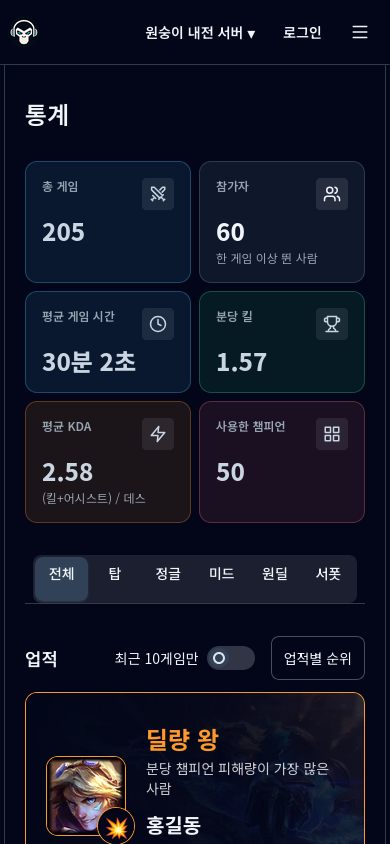 원숭이 내전 서버 ▾
로그인
통계
총 게임
205
참가자
60
한 게임 이상 뛴 사람
평균 게임 시간
30분 2초
분당 킬
1.57
평균 KDA
2.58
(킬+어시스트) / 데스
사용한 챔피언
50
전체 탑 정글 미드 원딜 서폿
업적
최근 10게임만
업적별 순위
딜량 왕
분당 챔피언 피해량이 가장 많은
사람
홍길동